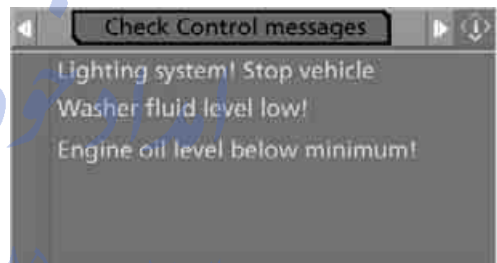 Check Control messages
Lighting system! Stop vehicle
Washer fluid level low!
Engine oil level below minimum!